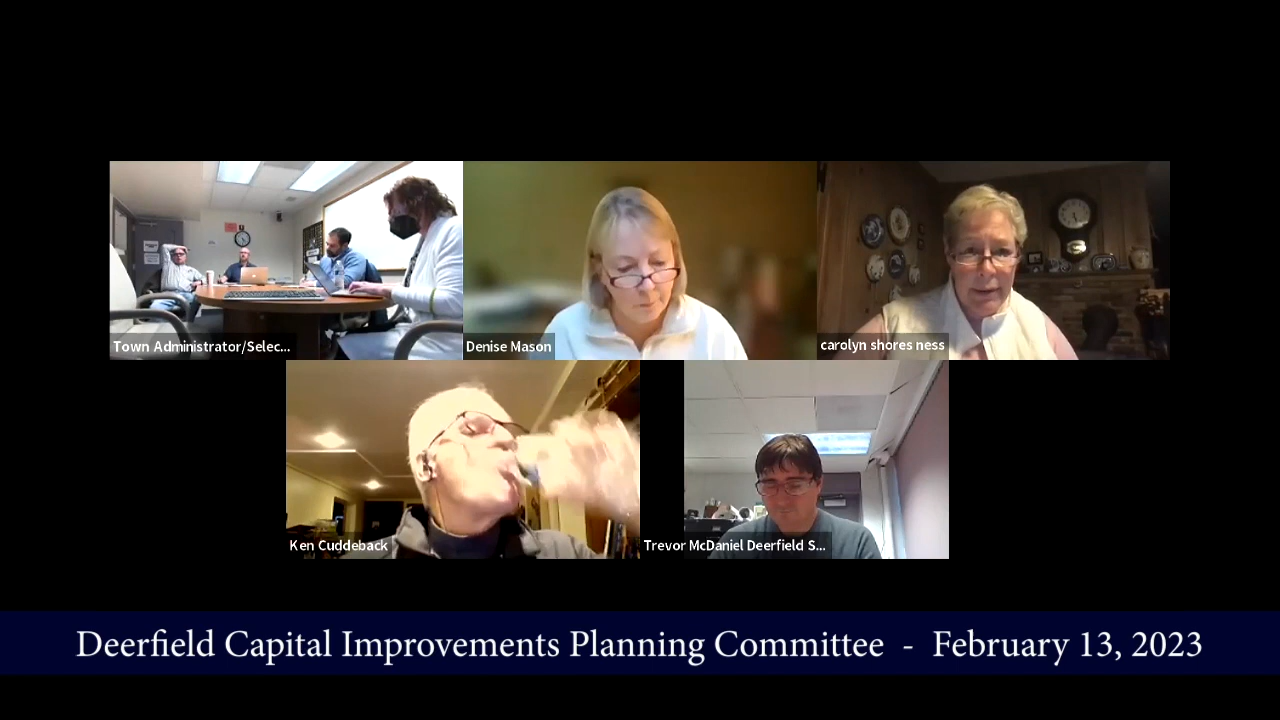 Town Administrator/Selec...
Denise Mason
carolyn shores ness
Ken Cuddeback
Trevor McDaniel Deerfield S...
Deerfield Capital Improvements Planning Committee - February 13, 2023